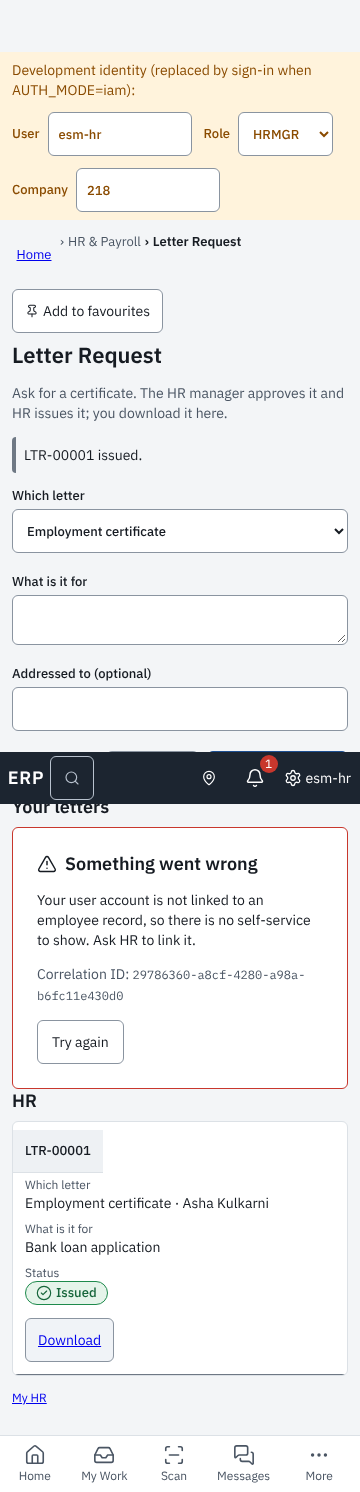 Development identity (replaced by sign-in when
AUTH_MODE=iam):
User esm-hr Role HRMGR
Company 218
Home › HR & Payroll › Letter Request
Add to favourites
Letter Request
Ask for a certificate. The HR manager approves it and
HR issues it; you download it here.
LTR-00001 issued.
Which letter
Employment certificate
What is it for
Addressed to (optional)
ERP 1 esm-hr
Your letters
Something went wrong
Your user account is not linked to an
employee record, so there is no self-service
to show. Ask HR to link it.
Correlation ID: 29786360-a8cf-4280-a98a-
b6fc11e430d0
Try again
HR
LTR-00001
Which letter
Employment certificate · Asha Kulkarni
What is it for
Bank loan application
Status
Issued
Download
My HR
Home My Work Scan Messages More